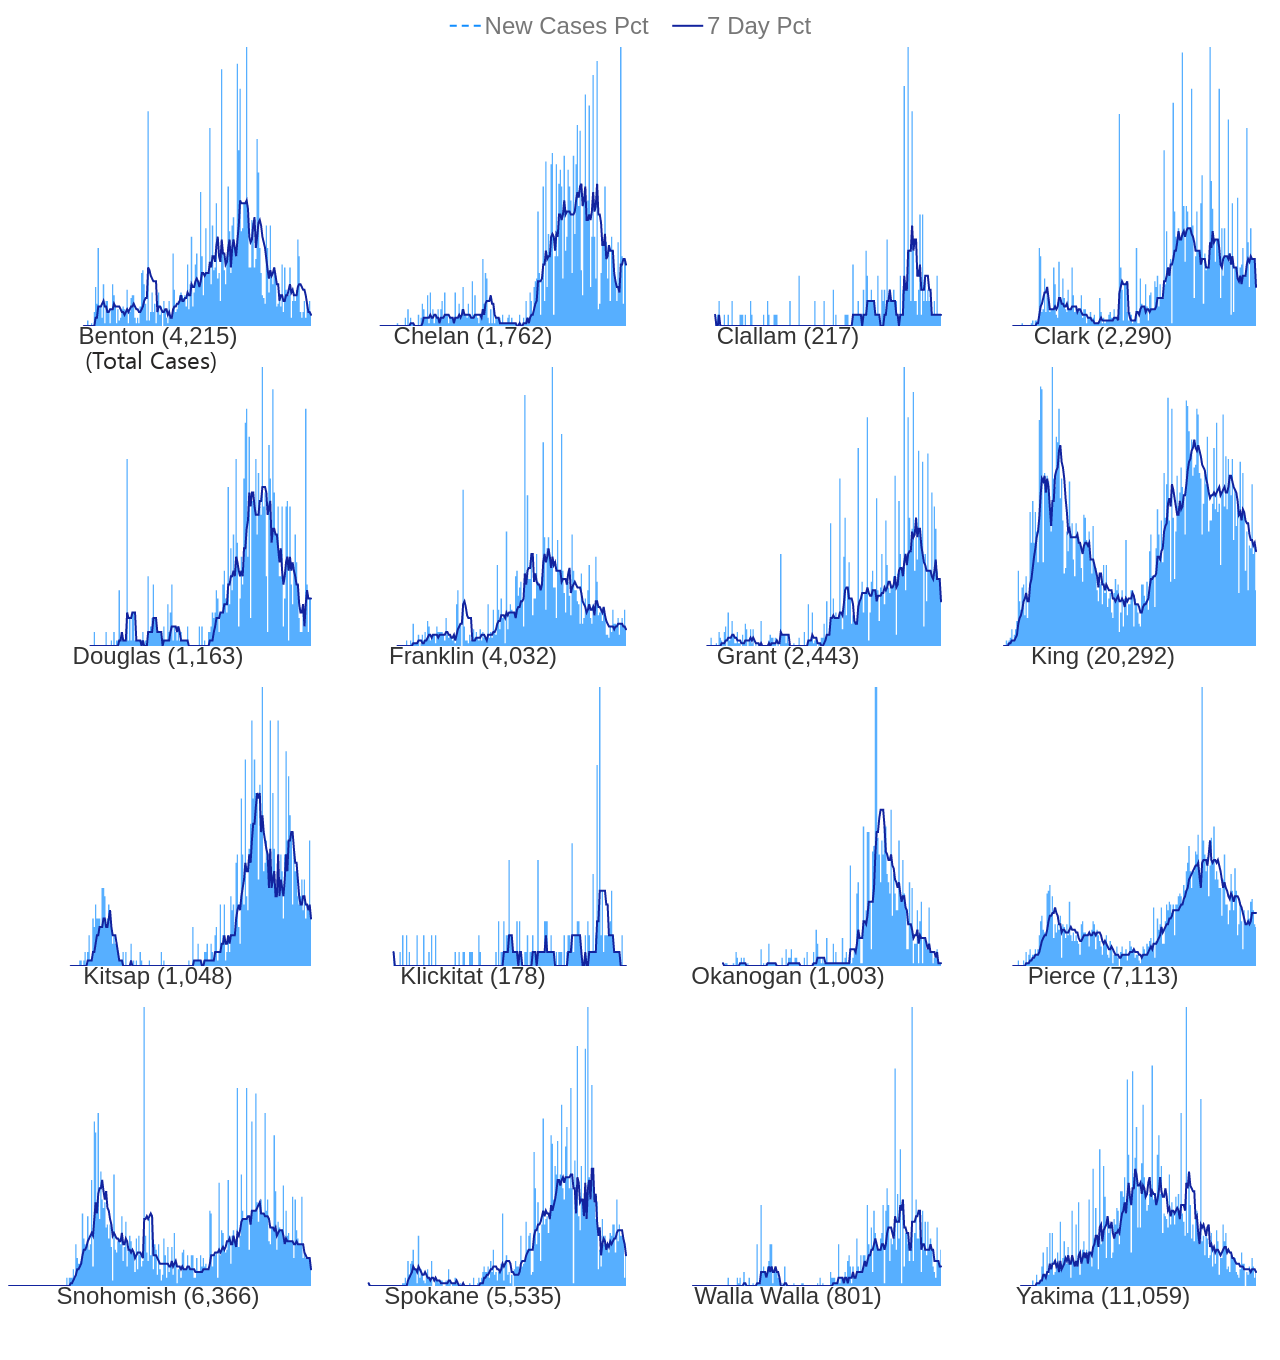 New Cases Pct 7 Day Pct
Benton (4,215) Chelan (1,762) Clallam (217) Clark (2,290)
(Total Cases)
Douglas (1,163) Franklin (4,032) Grant (2,443) King (20,292)
Kitsap (1,048) Klickitat (178) Okanogan (1,003) Pierce (7,113)
Snohomish (6,366) Spokane (5,535) Walla Walla (801) Yakima (11,059)